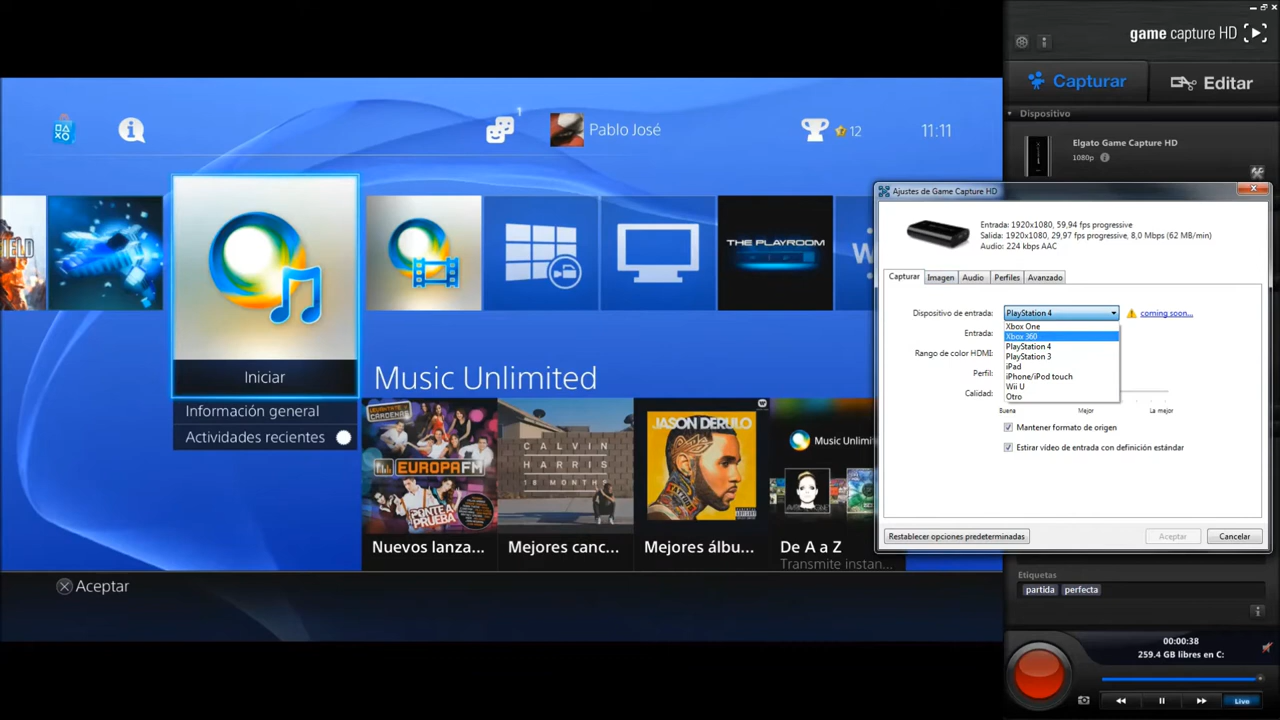 game capture HD
Capturar
Editar
Dispositivo
Elgato Game Capture HD
1080p
1
Pablo José
12
11:11
THE PLAYROOM
Iniciar
Información general
Actividades recientes
Music Unlimited
EUROPAFM
PONTE A
PRUEBA
CALVIN
HARRIS
18 MONTHS
JASON DERULO
Music Unlimi
Nuevos lanza...
Mejores canc...
Mejores álbu...
De A a Z
Transmite instan...
Aceptar
Ajustes de Game Capture HD
Entrada: 1920x1080, 59,94 fps progressive
Salida: 1920x1080, 29,97 fps progressive, 8,0 Mbps (62 MB/min)
Audio: 224 kbps AAC
Capturar
Imagen
Audio
Perfiles
Avanzado
Dispositivo de entrada:
PlayStation 4
coming soon...
Entrada:
Rango de color HDMI:
Perfil:
Calidad:
Xbox One
Xbox 360
PlayStation 4
PlayStation 3
iPad
iPhone/iPod touch
Wii U
Otro
Buena
Mejor
La mejor
Mantener formato de origen
Estirar vídeo de entrada con definición estándar
Restablecer opciones predeterminadas
Aceptar
Cancelar
Etiquetas
partida
perfecta
00:00:38
259.4 GB libres en C:
Live